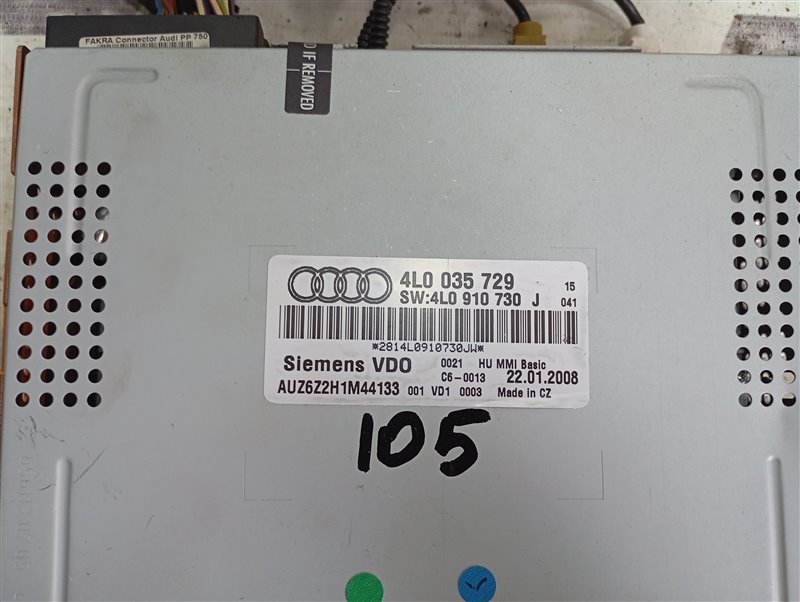 FAKRA Connector Audi PP 750
D IF REMOVED
4L0 035 729 15
SW:4L0 910 730 J 041
*2814L0910730JW*
Siemens VDO 0021 HU MMI Basic
C6-0013 22.01.2008
AUZ6Z2H1M44133 001 VD1 0003 Made in CZ
105